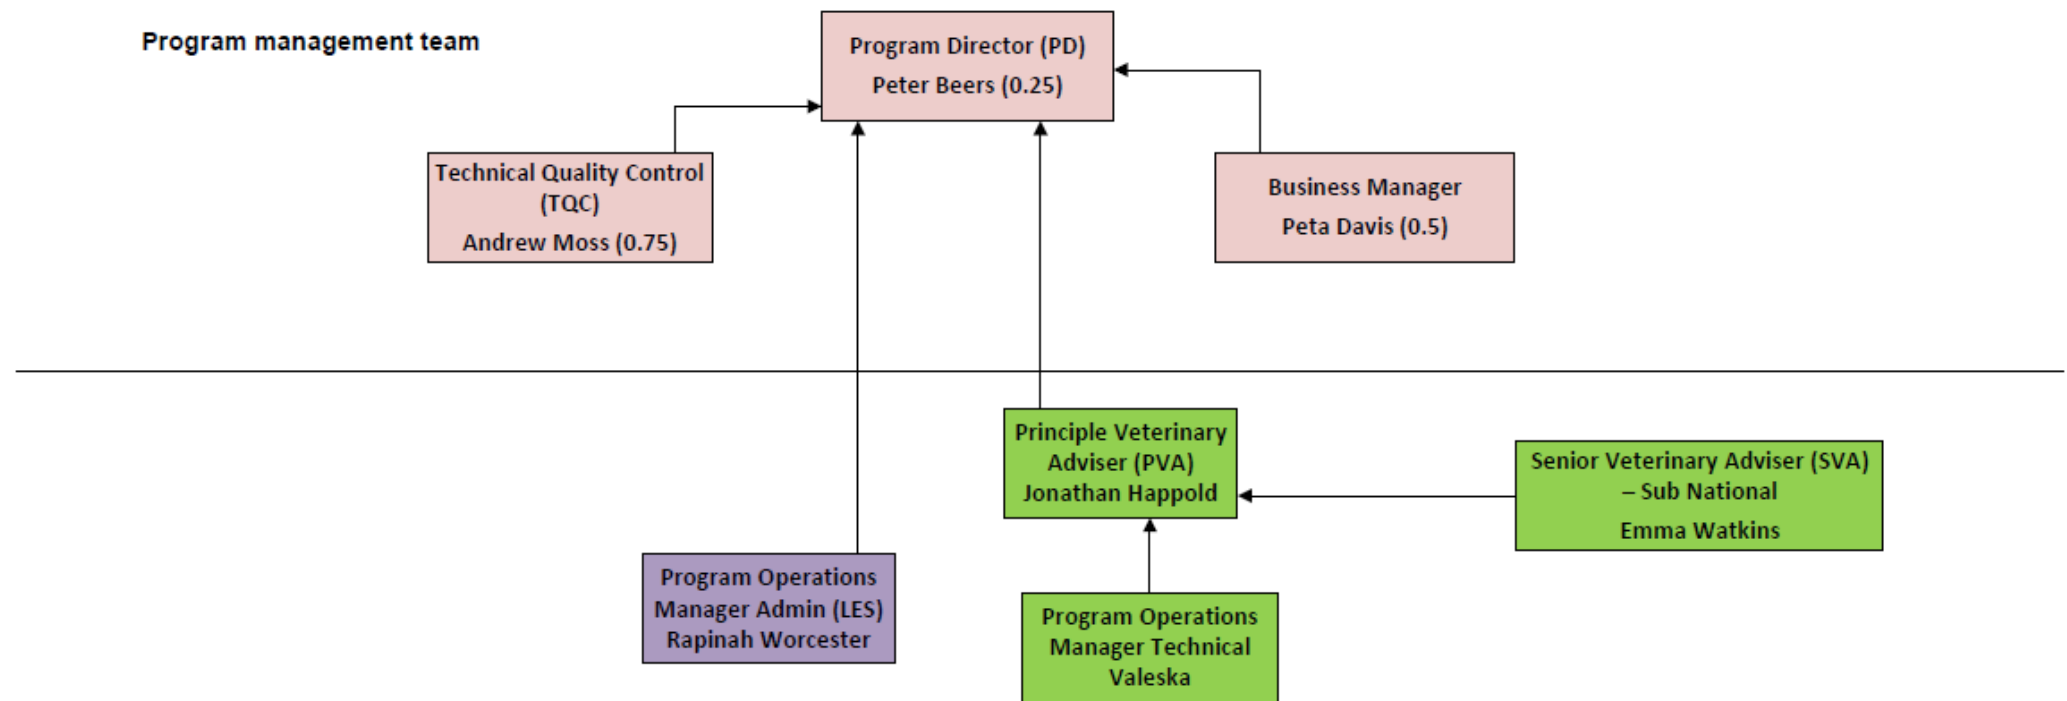 Program management team
Program Director (PD)
Peter Beers (0.25)
Technical Quality Control
(TQC)
Andrew Moss (0.75)
Business Manager
Peta Davis (0.5)
Principle Veterinary
Adviser (PVA)
Jonathan Happold
Senior Veterinary Adviser (SVA)
– Sub National
Emma Watkins
Program Operations
Manager Admin (LES)
Rapinah Worcester
Program Operations
Manager Technical
Valeska